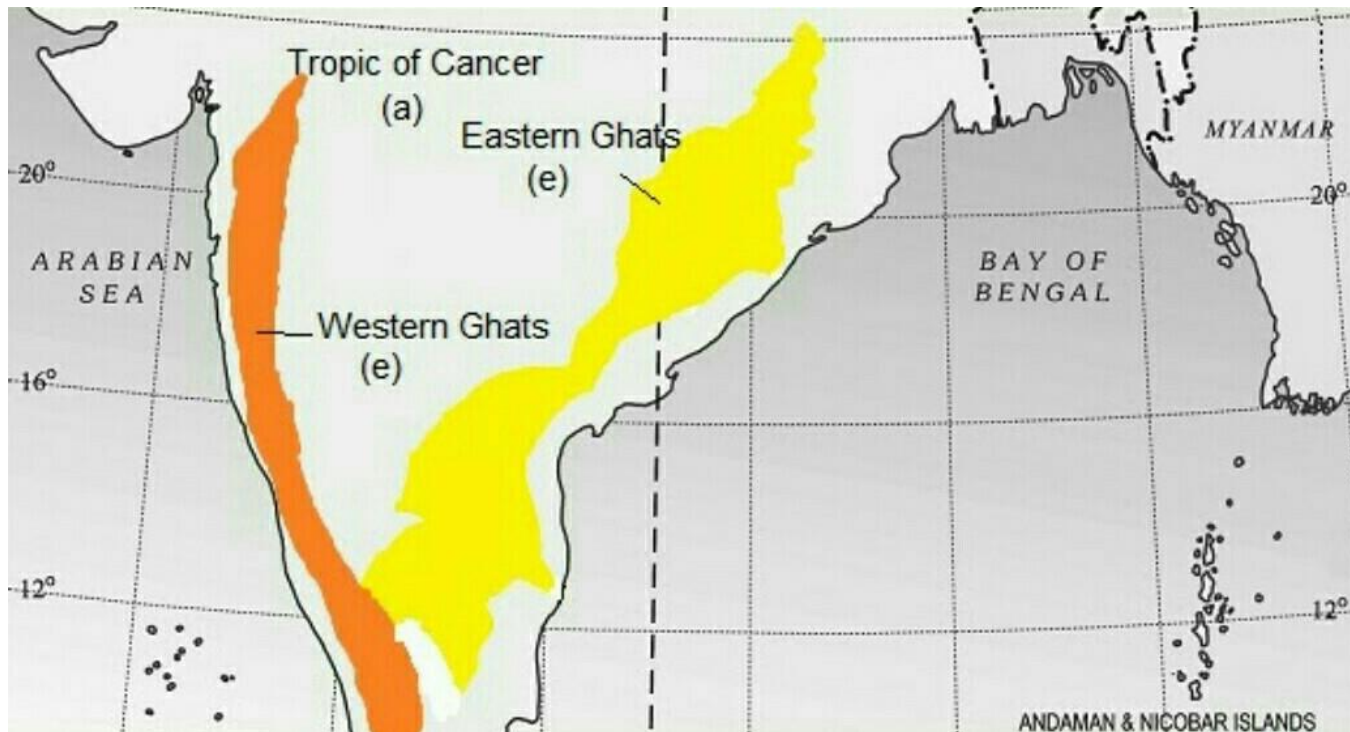 Tropic of Cancer
(a)
Eastern Ghats
(e)
MYANMAR
20°
20°
ARABIAN
SEA
BAY OF
BENGAL
Western Ghats
(e)
16°
12°
12°
ANDAMAN & NICOBAR ISLANDS